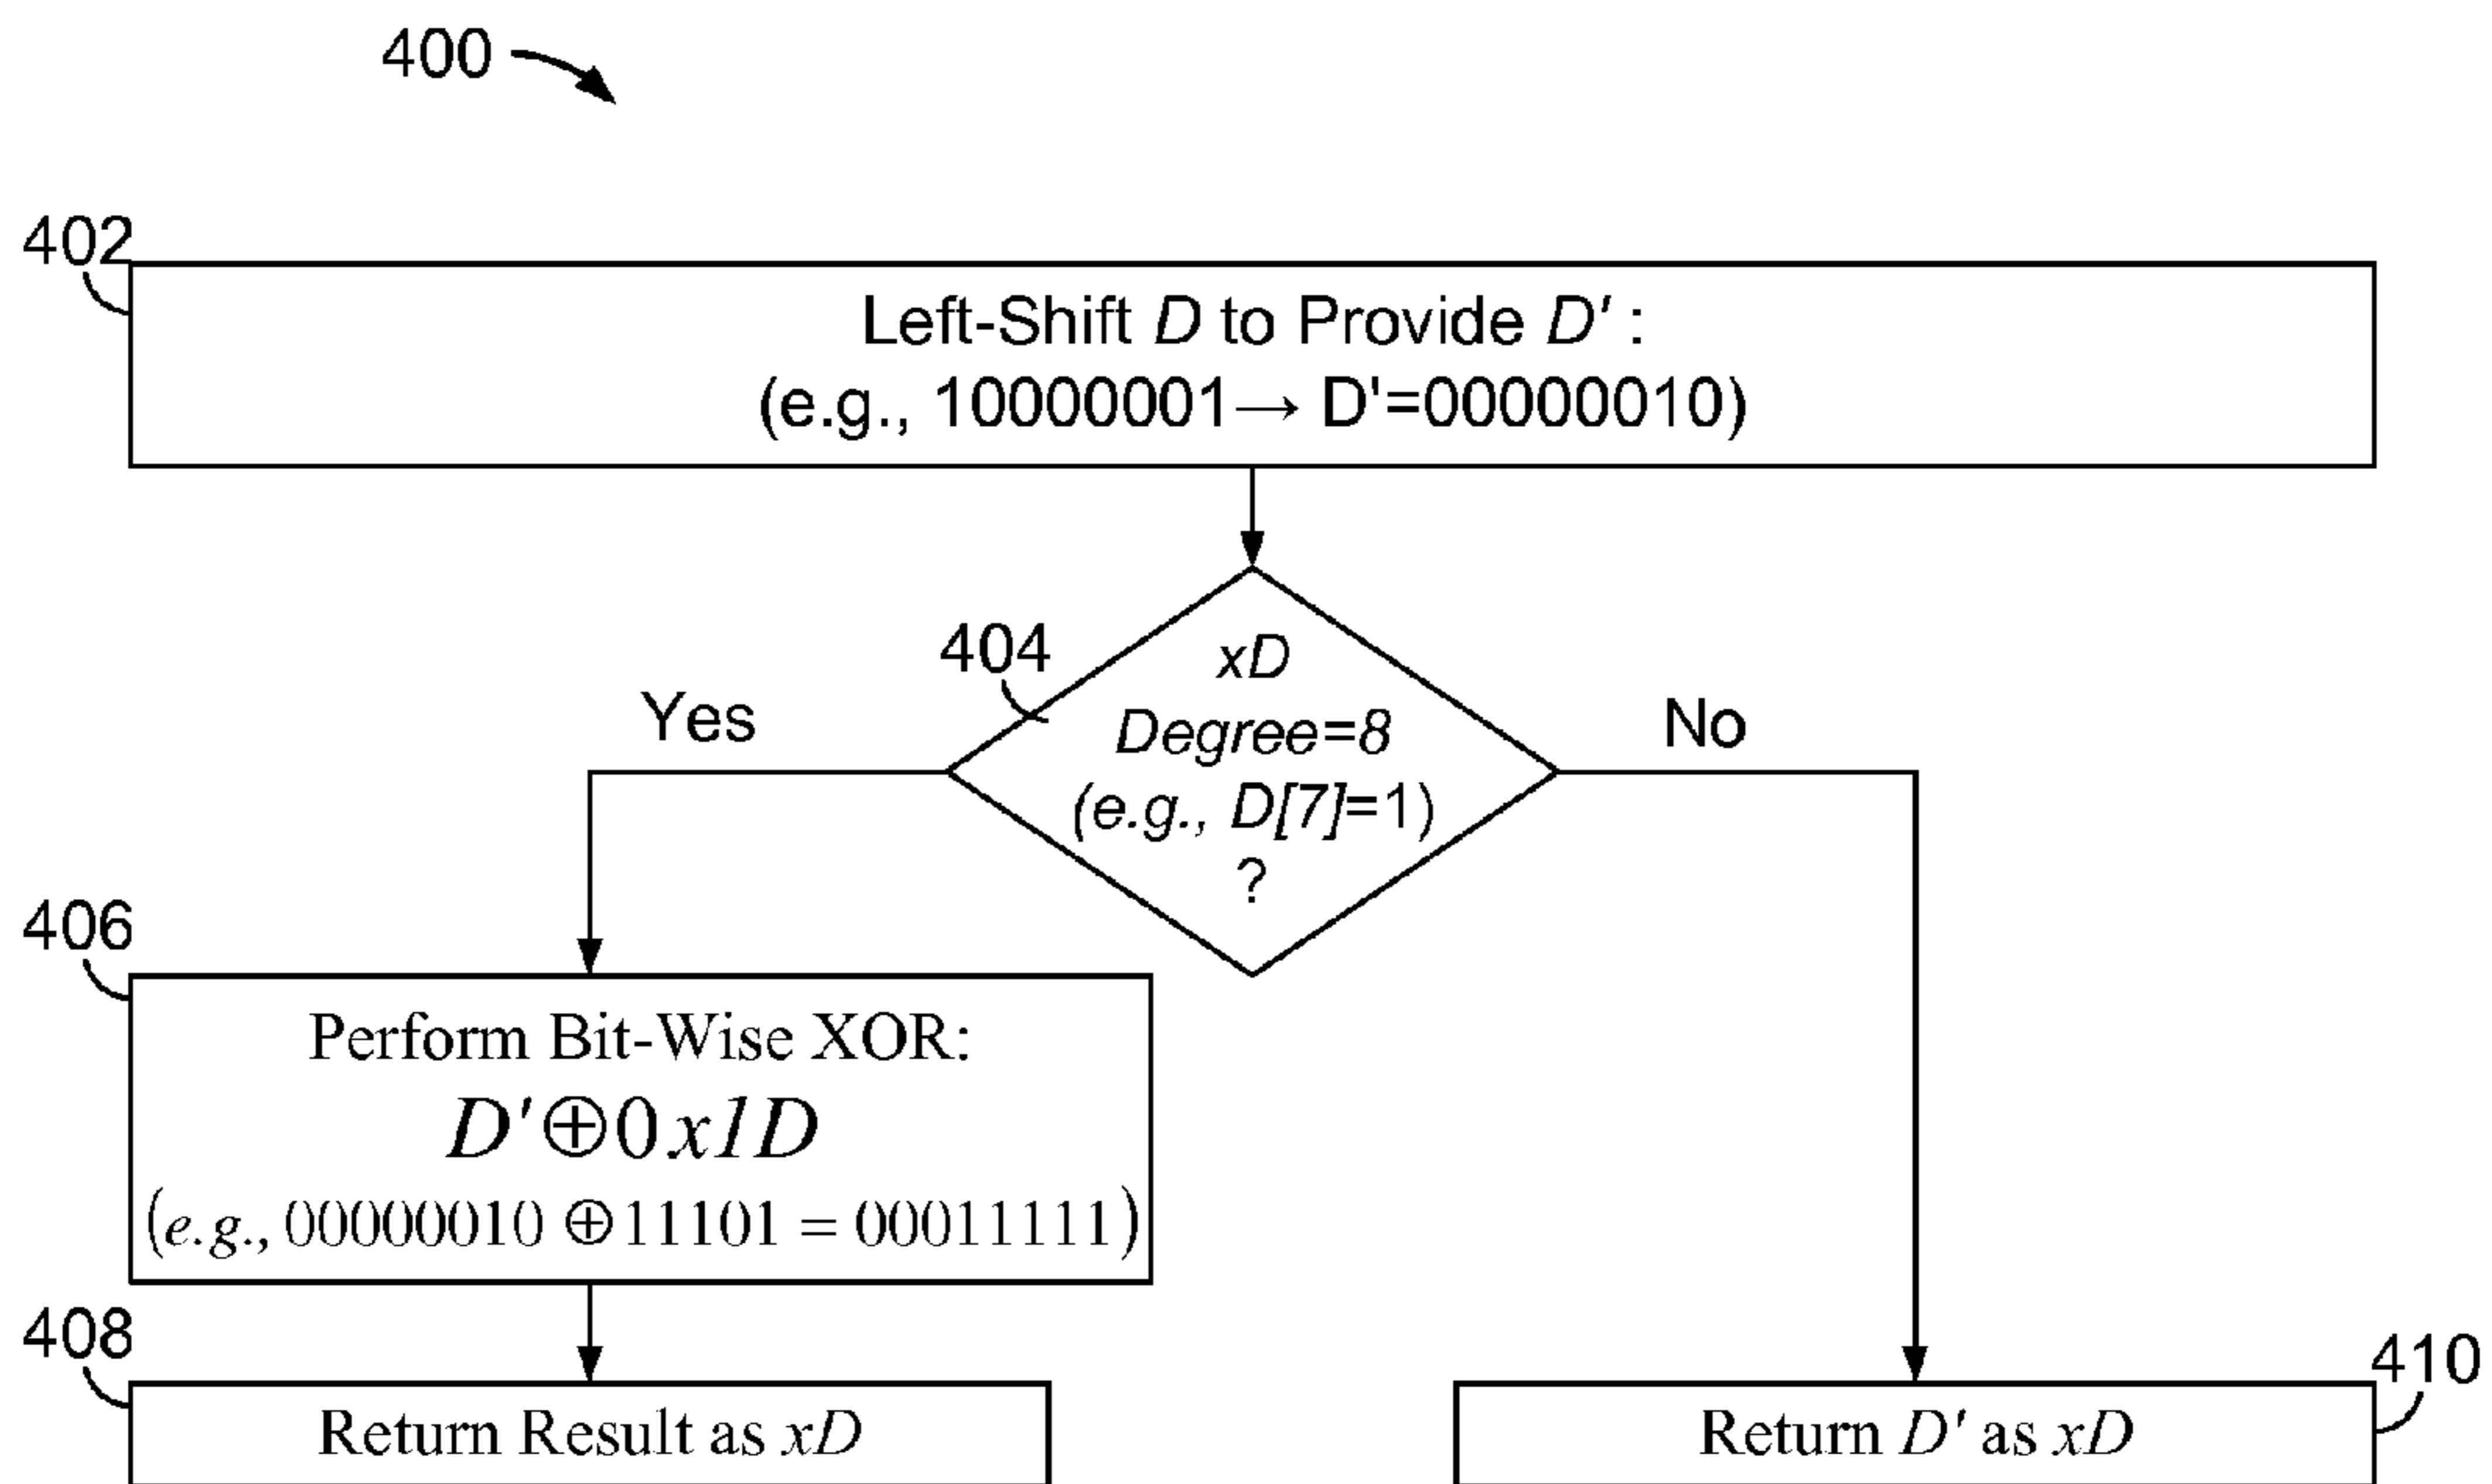 400
402
Left-Shift D to Provide D' :
(e.g., 10000001→ D'=00000010)
404
xD
Degree=8
(e.g., D[7]=1)
?
Yes
No
406
Perform Bit-Wise XOR:
D'⊕0x1D
(e.g., 00000010 ⊕11101 = 00011111)
408
Return Result as xD
410
Return D' as xD